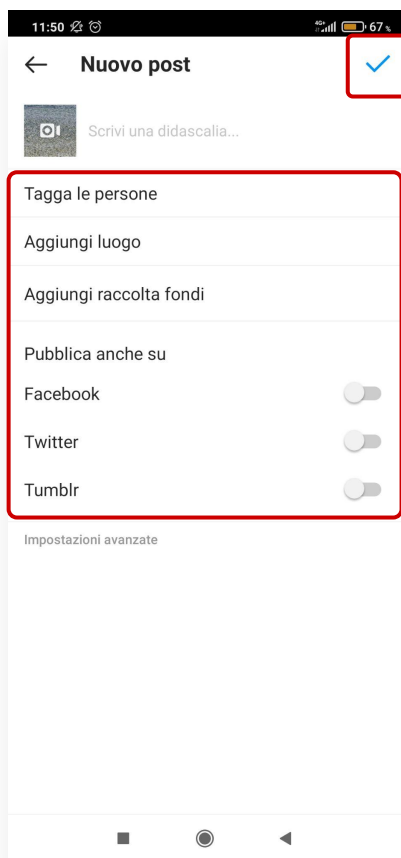 11:50 4G+ 67 %
Nuovo post
Scrivi una didascalia...
Tagga le persone
Aggiungi luogo
Aggiungi raccolta fondi
Pubblica anche su
Facebook
Twitter
Tumblr
Impostazioni avanzate